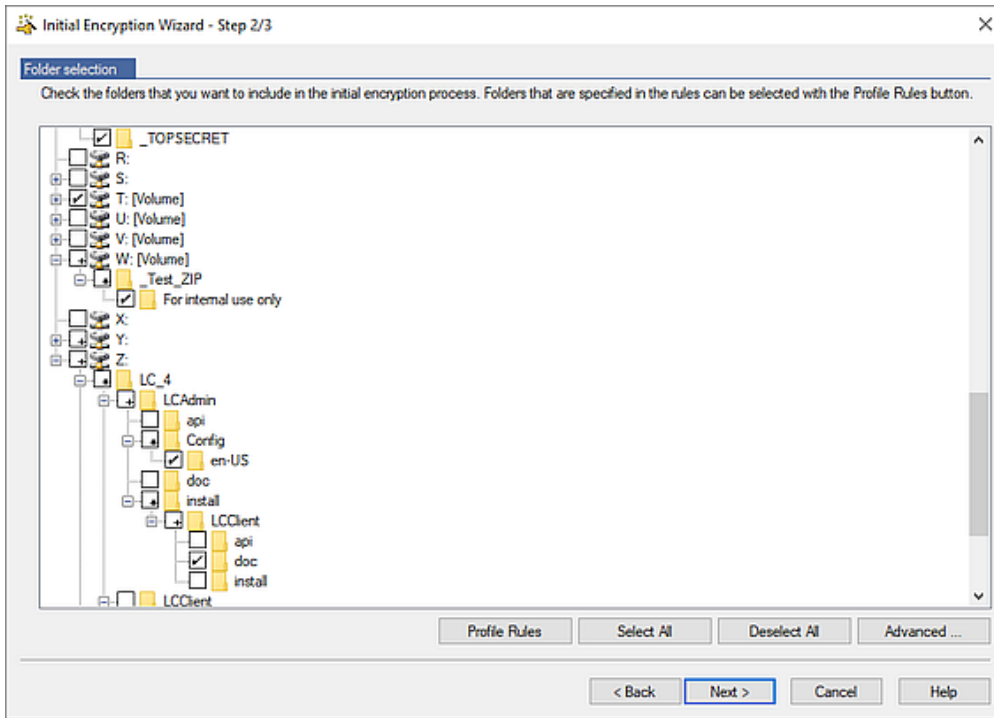 Initial Encryption Wizard - Step 2/3
Folder selection
Check the folders that you want to include in the initial encryption process. Folders that are specified in the rules can be selected with the Profile Rules button.
_TOPSECRET
R:
S:
T: [Volume]
U: [Volume]
V: [Volume]
W: [Volume]
_Test_ZIP
For internal use only
X:
Y:
Z:
LC_4
LCAdmin
api
Config
en-US
doc
install
LCClient
api
doc
install
LCClient
Profile Rules Select All Deselect All Advanced ...
< Back Next > Cancel Help